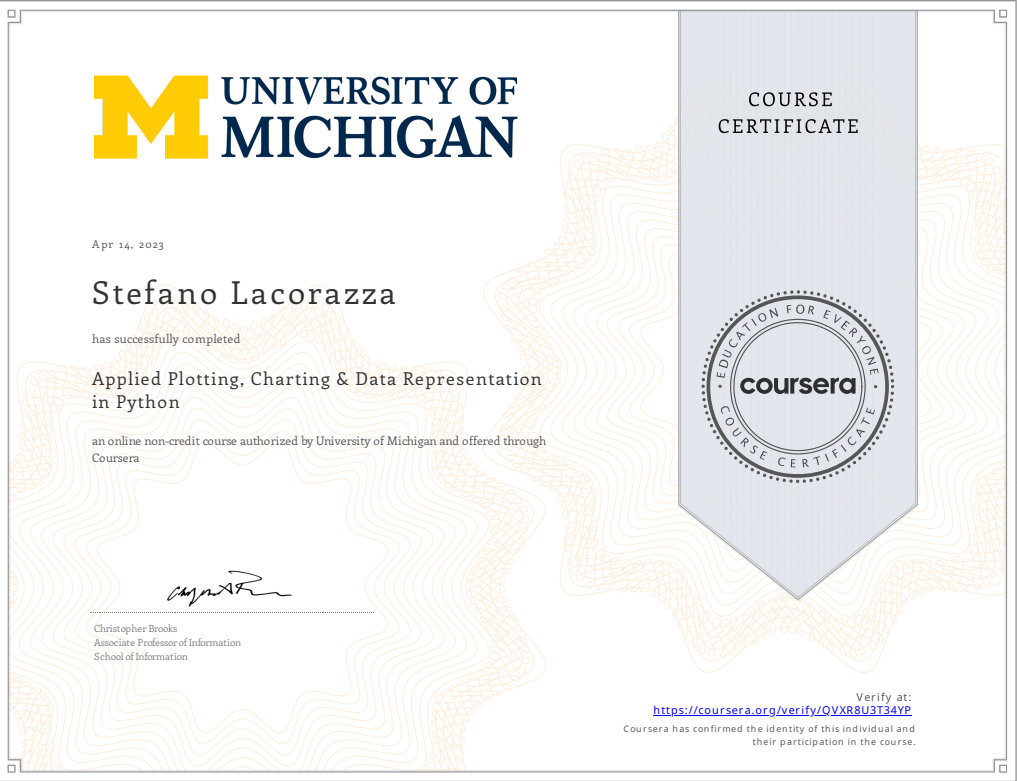 UNIVERSITY OF
MICHIGAN
COURSE
CERTIFICATE
Apr 14, 2023
Stefano Lacorazza
has successfully completed
Applied Plotting, Charting & Data Representation
in Python
an online non-credit course authorized by University of Michigan and offered through
Coursera
EDUCATION FOR EVERYONE
coursera
COURSE CERTIFICATE
Christopher Brooks
Associate Professor of Information
School of Information
Verify at:
https://coursera.org/verify/QVXR8U3T34YP
Coursera has confirmed the identity of this individual and
their participation in the course.